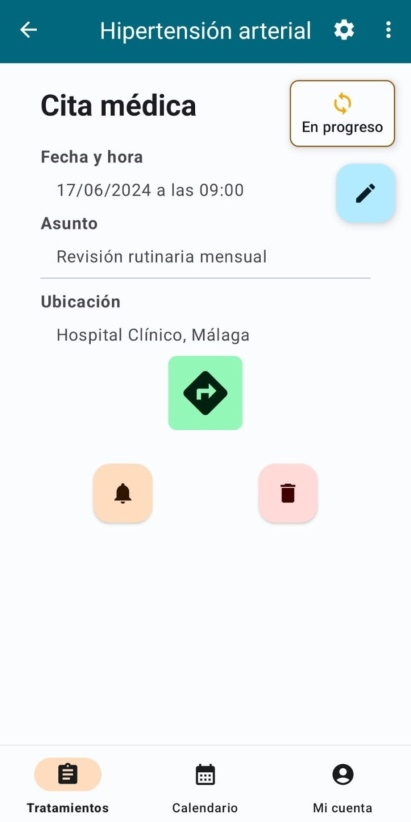 Hipertensión arterial
Cita médica
En progreso
Fecha y hora
17/06/2024 a las 09:00
Asunto
Revisión rutinaria mensual
Ubicación
Hospital Clínico, Málaga
Tratamientos
Calendario
Mi cuenta